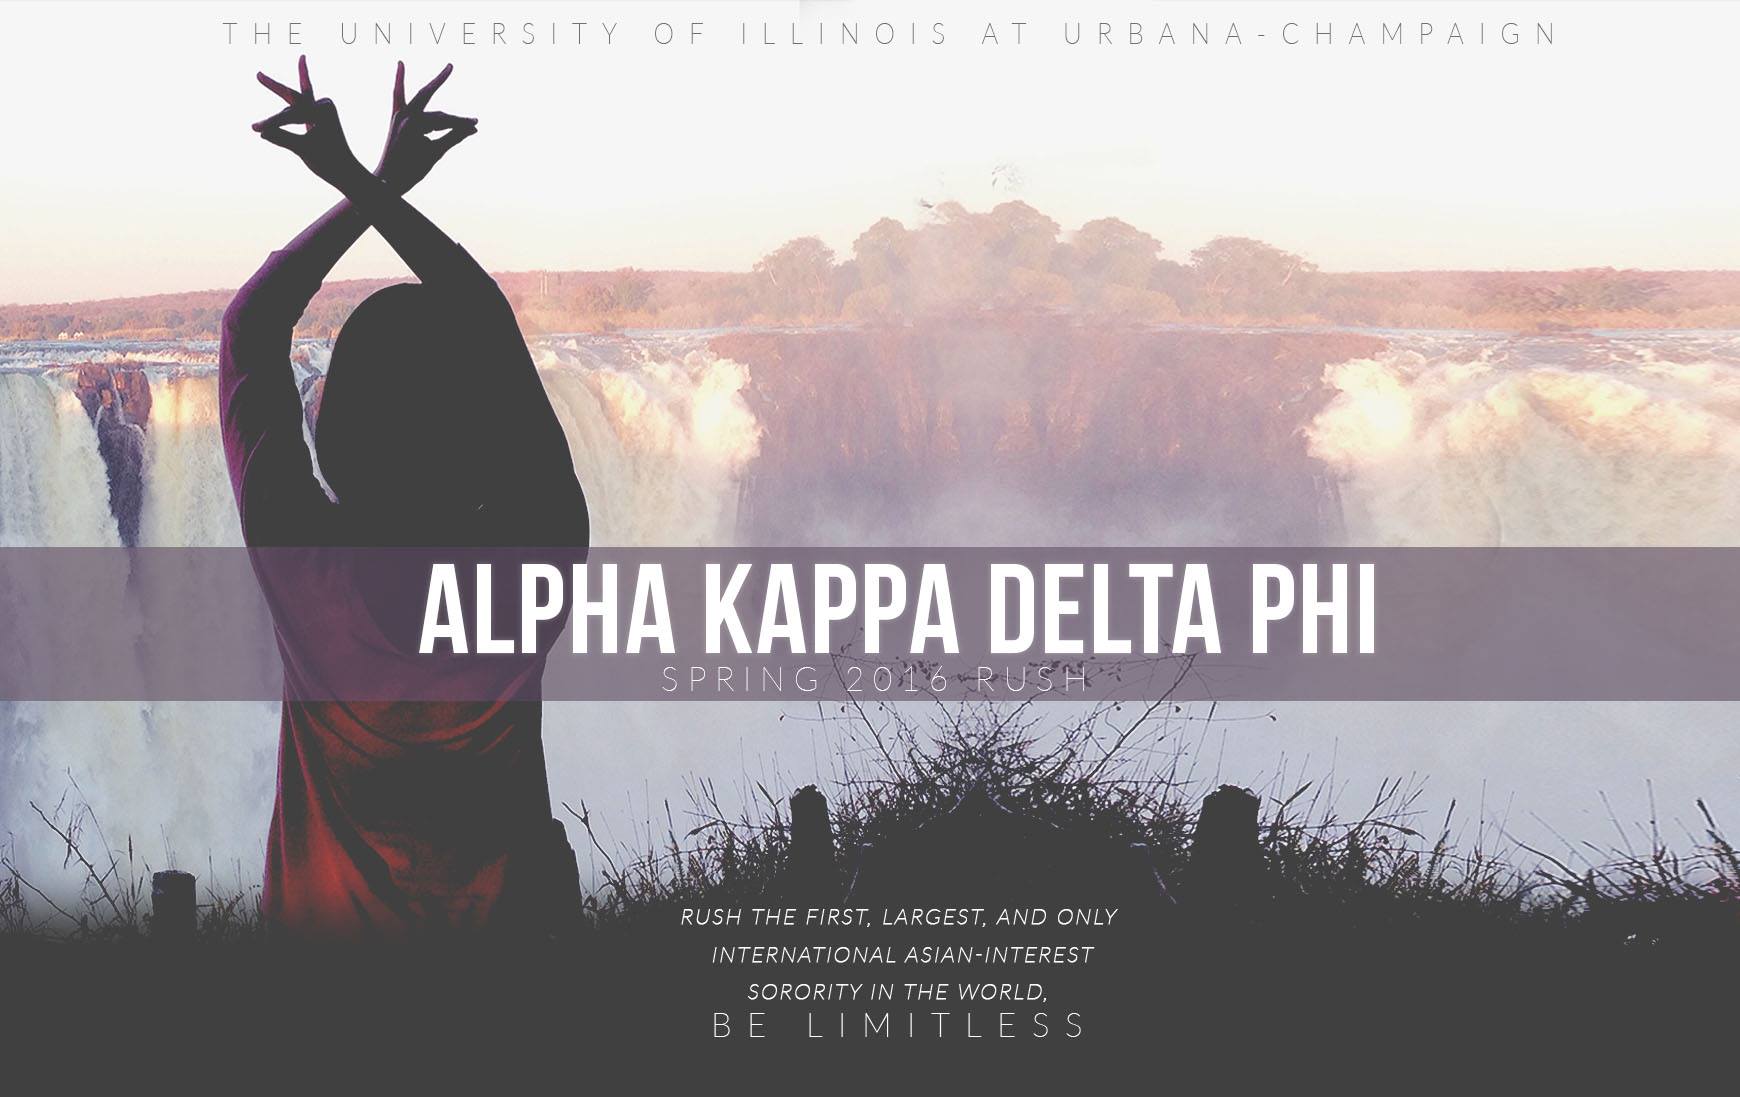 THE UNIVERSITY OF ILLINOIS AT URBANA-CHAMPAIGN
ALPHA KAPPA DELTA PHI
SPRING 2016 RUSH
RUSH THE FIRST, LARGEST, AND ONLY
INTERNATIONAL ASIAN-INTEREST
SORORITY IN THE WORLD,
BE LIMITLESS